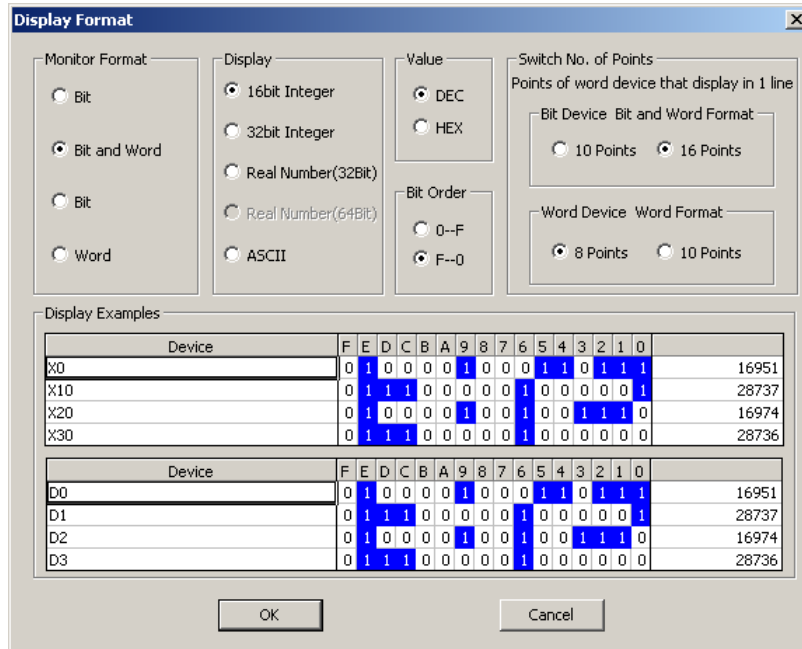 Display Format
Monitor Format
Bit
Bit and Word
Bit
Word
Display
16bit Integer
32bit Integer
Real Number(32Bit)
Real Number(64Bit)
ASCII
Value
DEC
HEX
Bit Order
0--F
F--0
Switch No. of Points
Points of word device that display in 1 line
Bit Device Bit and Word Format
10 Points 16 Points
Word Device Word Format
8 Points 10 Points
Display Examples
Device F E D C B A 9 8 7 6 5 4 3 2 1 0
X0 0 1 0 0 0 0 1 0 0 0 1 1 0 1 1 1 16951
X10 0 1 1 1 0 0 0 0 0 1 0 0 0 0 0 1 28737
X20 0 1 0 0 0 0 1 0 0 1 0 0 1 1 1 0 16974
X30 0 1 1 1 0 0 0 0 0 1 0 0 0 0 0 0 28736
Device F E D C B A 9 8 7 6 5 4 3 2 1 0
D0 0 1 0 0 0 0 1 0 0 0 1 1 0 1 1 1 16951
D1 0 1 1 1 0 0 0 0 0 1 0 0 0 0 0 1 28737
D2 0 1 0 0 0 0 1 0 0 1 0 0 1 1 1 0 16974
D3 0 1 1 1 0 0 0 0 0 1 0 0 0 0 0 0 28736
OK Cancel